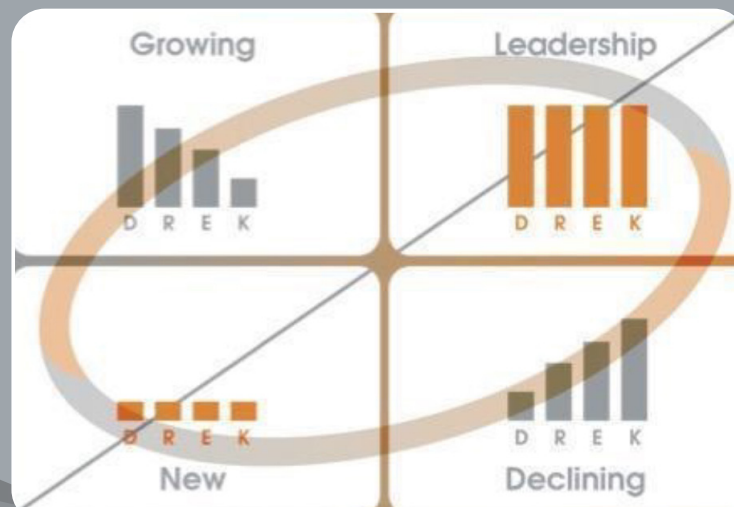 Growing
Leadership
D R E K
D R E K
D R E K
D R E K
New
Declining